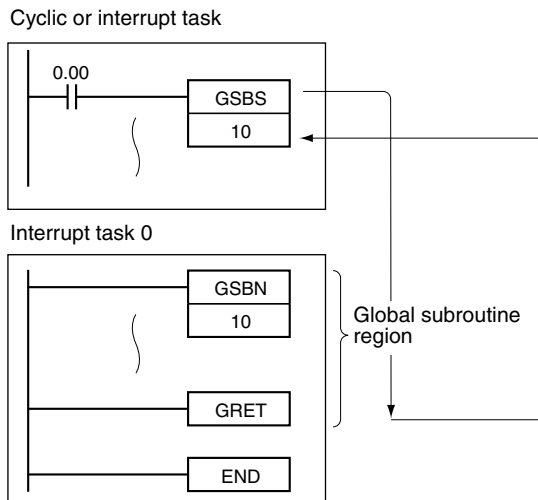 Cyclic or interrupt task
0.00
GSBS
10
Interrupt task 0
GSBN
10
Global subroutine
region
GRET
END